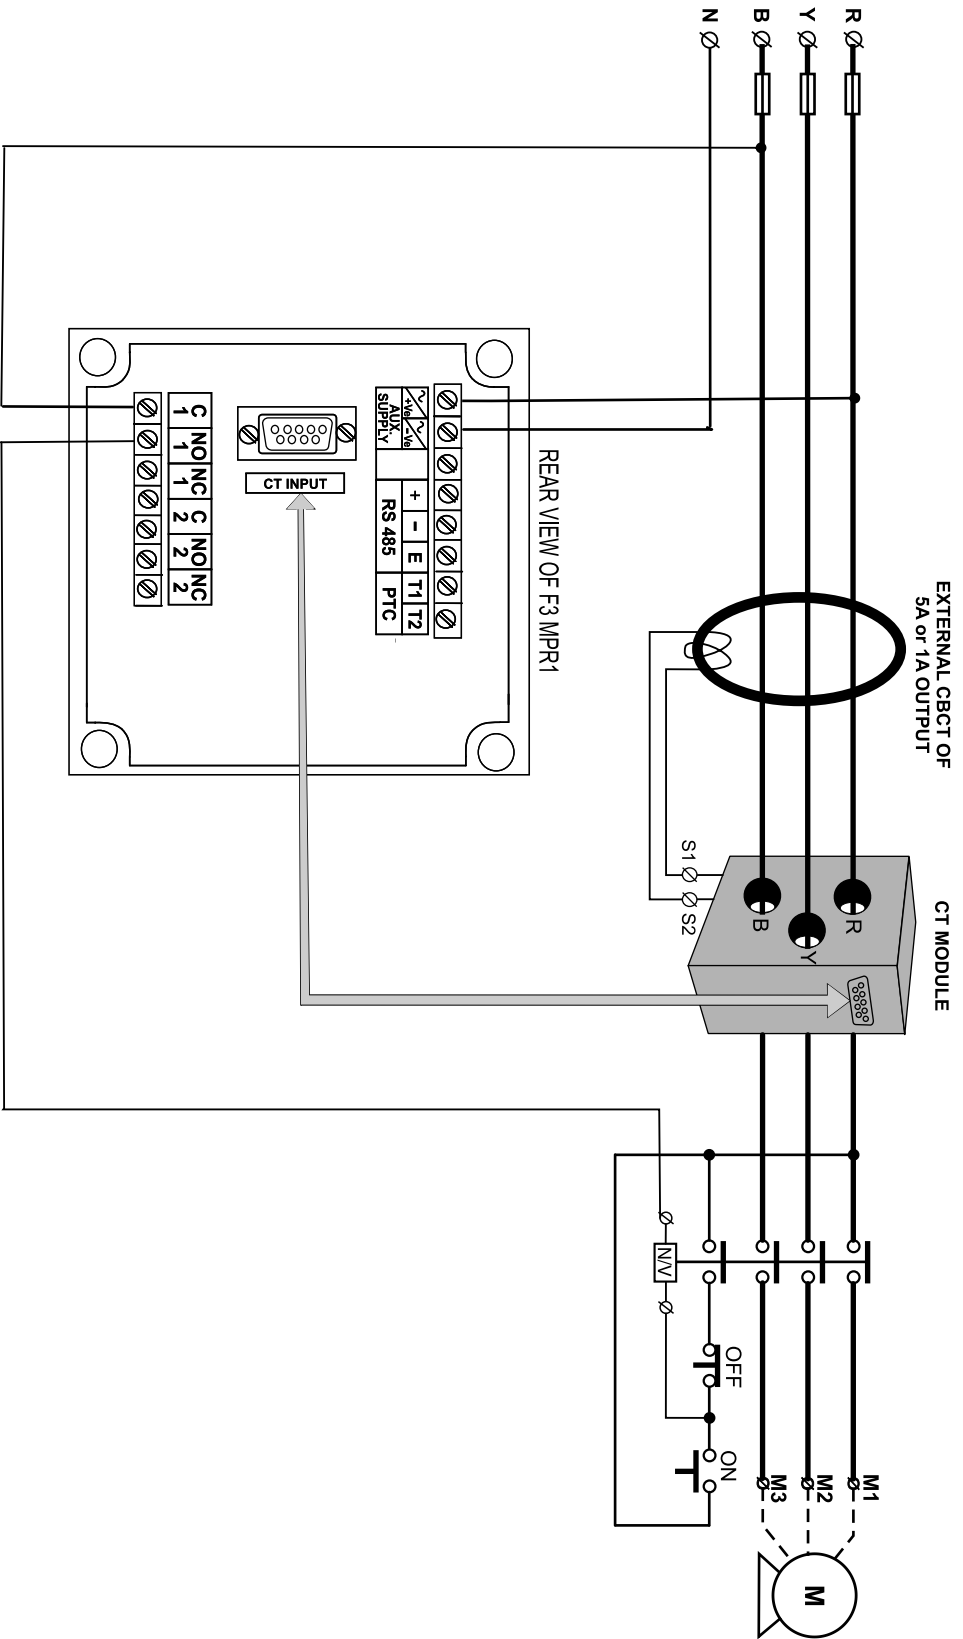 R
Y
B
N
EXTERNAL CBCT OF
5A or 1A OUTPUT
CT MODULE
R
Y
B
S1
S2
REAR VIEW OF F3 MPR1
~ ~
+Ve -Ve
AUX.
SUPPLY
+ - E
RS 485
T1 T2
PTC
CT INPUT
C NO NC C NO NC
1 1 1 2 2 2
N/V
OFF
ON
M1
M2
M3
M